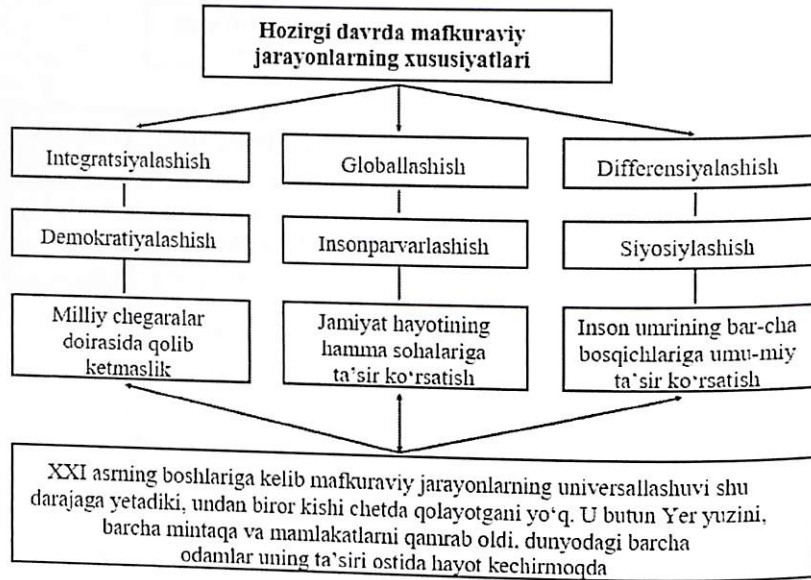 Hozirgi davrda mafkuraviy
jarayonlarning xususiyatlari
Integratsiyalashish
Globallashish
Differensiyalashish
Demokratiyalashish
Insonparvarlashish
Siyosiylashish
Milliy chegaralar
doirasida qolib
ketmaslik
Jamiyat hayotining
hamma sohalariga
ta’sir ko‘rsatish
Inson umrining bar-cha
bosqichlariga umu-miy
ta’sir ko‘rsatish
XXI asrning boshlariga kelib mafkuraviy jarayonlarning universallashuvi shu
darajaga yetadiki, undan biror kishi chetda qolayotgani yo‘q. U butun Yer yuzini,
barcha mintaqa va mamlakatlarni qamrab oldi. dunyodagi barcha
odamlar uning ta’siri ostida hayot kechirmoqda